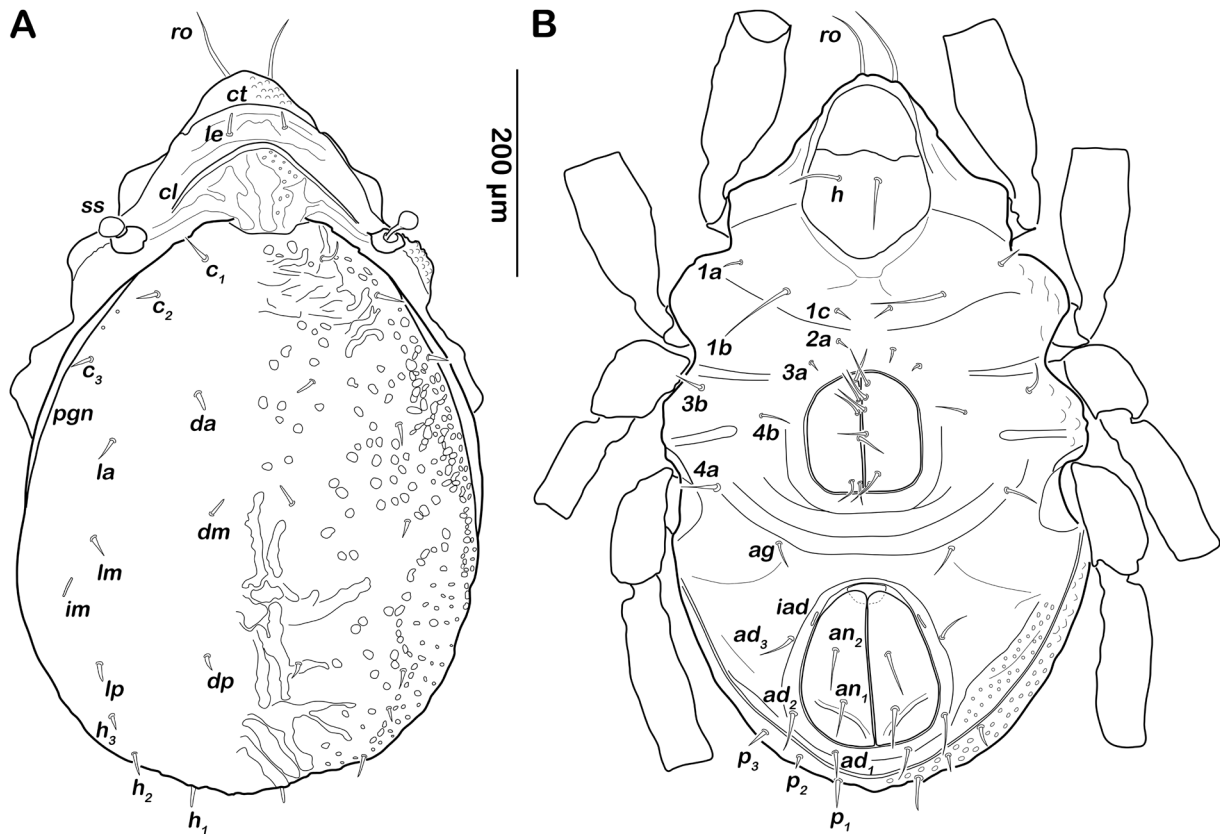 A
ro
ct
le
cl
ss
c1
c2
c3
pgn
da
la
dm
lm
im
lp
dp
h3
h2
h1
200 µm
B
ro
h
1a
1c
1b
2a
3a
3b
4b
4a
ag
iad
ad3
an2
ad2
an1
p3
p2
ad1
p1